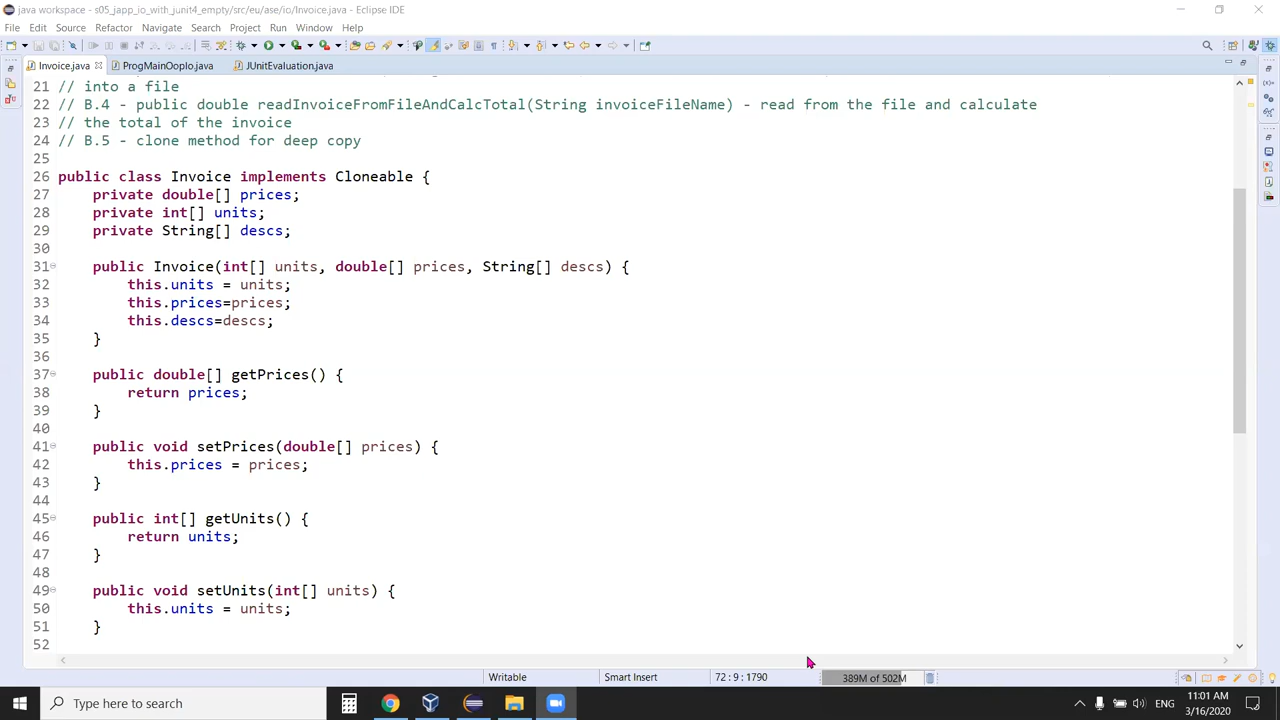 java workspace - s05_japp_io_with_junit4_empty/src/eu/ase/io/Invoice.java - Eclipse IDE
File Edit Source Refactor Navigate Search Project Run Window Help
Invoice.java ProgMainOopIo.java JUnitEvaluation.java
21 // into a file
22 // B.4 - public double readInvoiceFromFileAndCalcTotal(String invoiceFileName) - read from the file and calculate
23 // the total of the invoice
24 // B.5 - clone method for deep copy
25
26 public class Invoice implements Cloneable {
27 private double[] prices;
28 private int[] units;
29 private String[] descs;
30
31 public Invoice(int[] units, double[] prices, String[] descs) {
32 this.units = units;
33 this.prices=prices;
34 this.descs=descs;
35 }
36
37 public double[] getPrices() {
38 return prices;
39 }
40
41 public void setPrices(double[] prices) {
42 this.prices = prices;
43 }
44
45 public int[] getUnits() {
46 return units;
47 }
48
49 public void setUnits(int[] units) {
50 this.units = units;
51 }
52
Writable Smart Insert 72 : 9 : 1790 389M of 502M
Type here to search
ENG
11:01 AM
3/16/2020